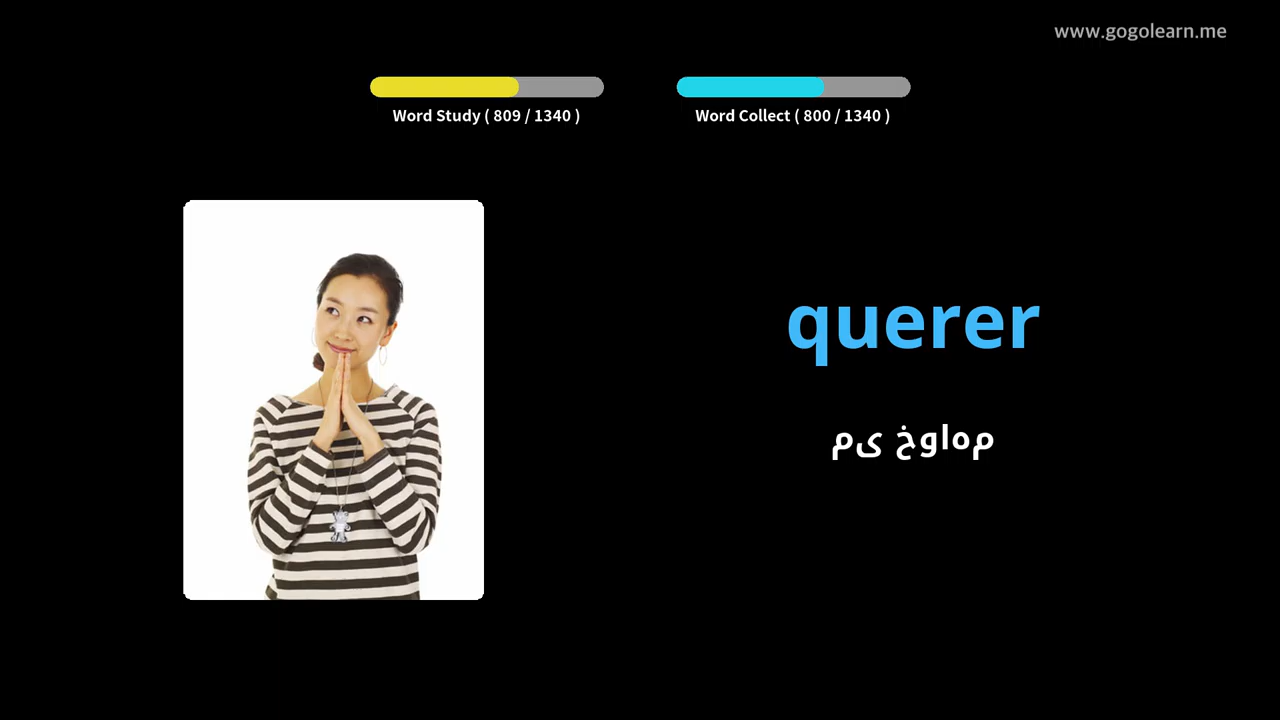 www.gogolearn.me
Word Study ( 809 / 1340 )
Word Collect ( 800 / 1340 )
querer
می خواهم